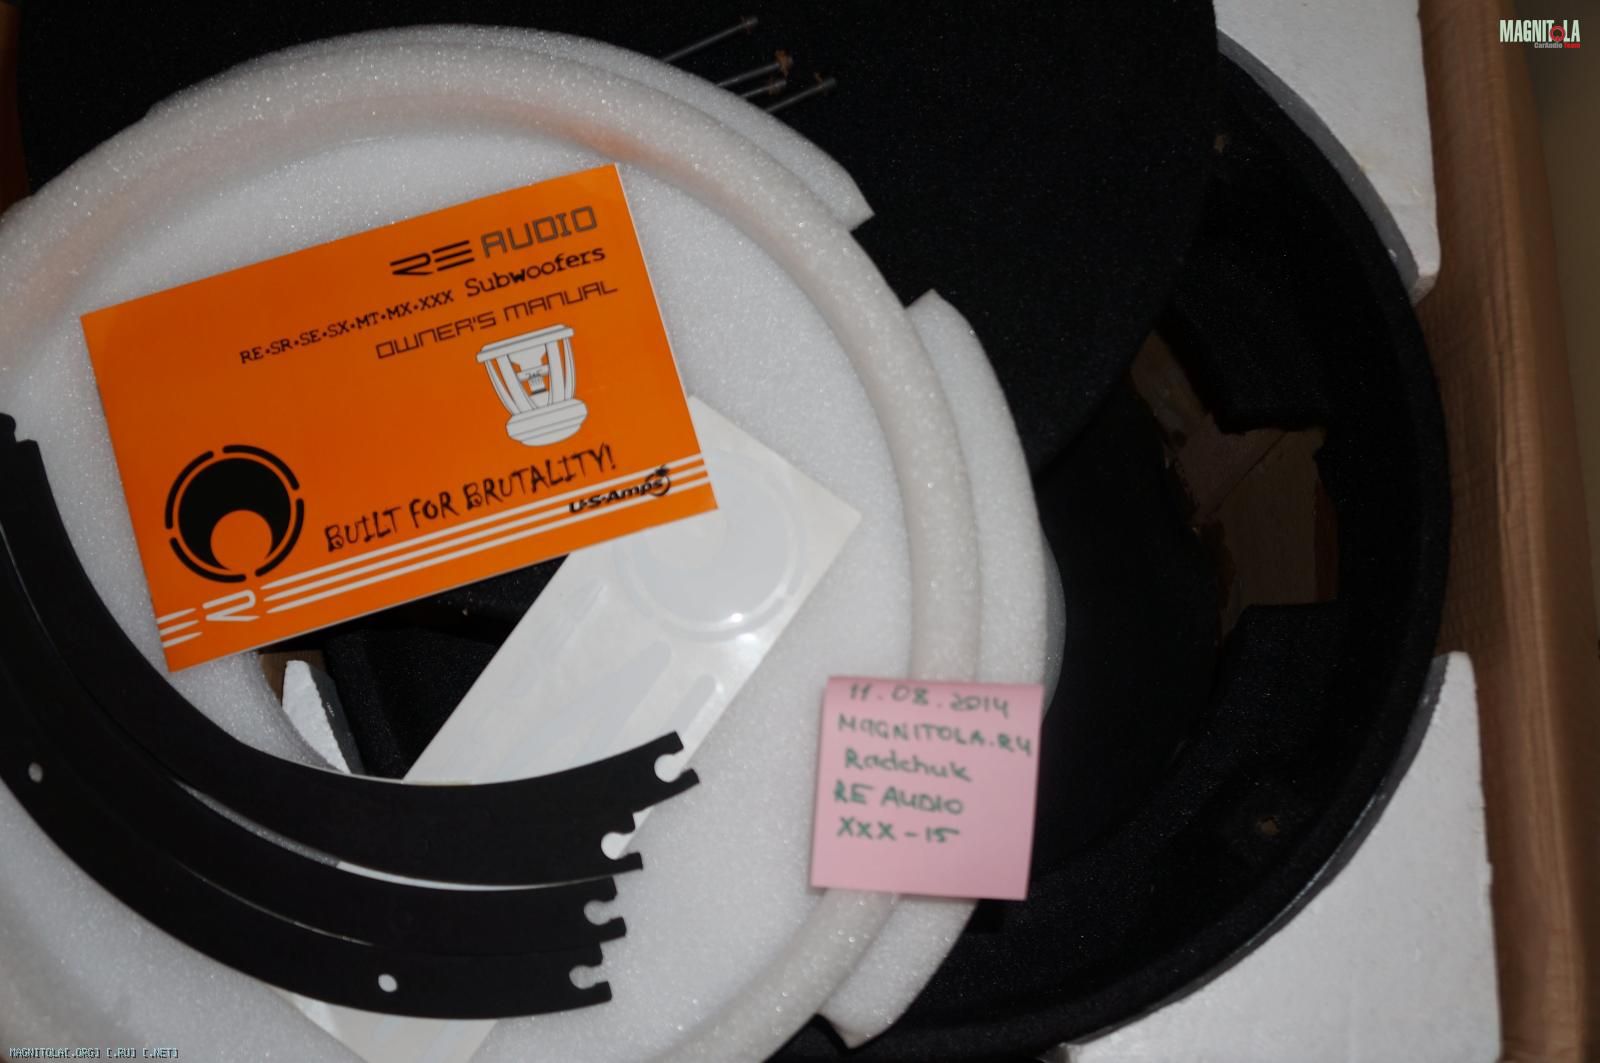 MAGNITOLA
CarAudio Team
RE AUDIO
RE•SR•SE•SX•MT•MX•XXX Subwoofers
OWNER'S MANUAL
BUILT FOR BRUTALITY!
US Amps
11.08.2014
MAGNITOLA.RU
Radchuk
RE AUDIO
XXX-15
MAGNITOLA[.ORG] [.RU] [.NET]